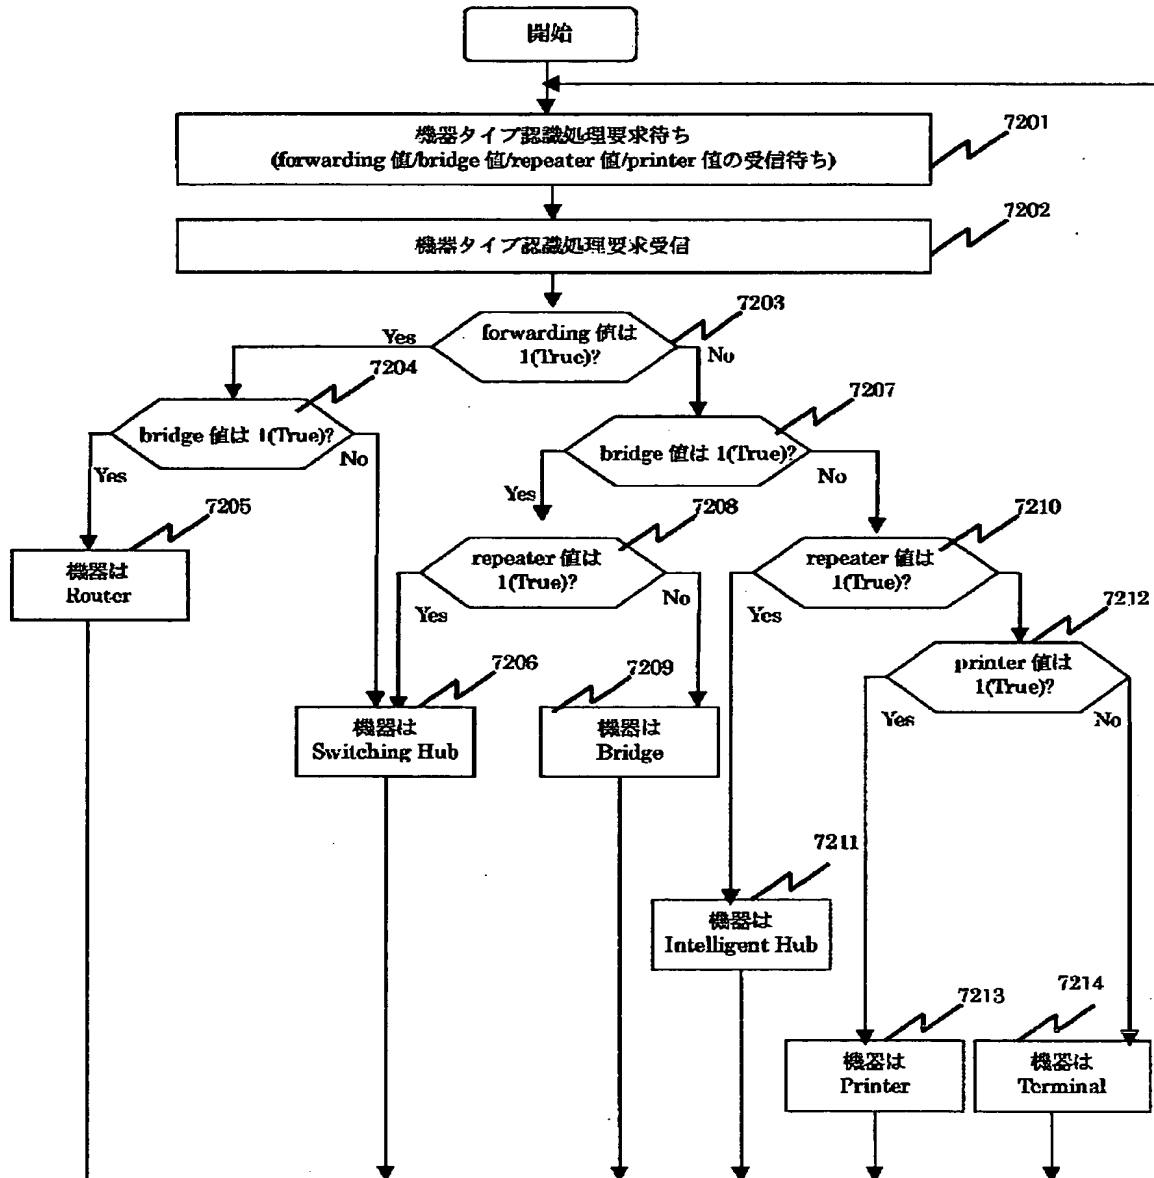 開始
機器タイプ認識処理要求待ち
(forwarding 値/bridge 値/repeater 値/printer 値の受信待ち)
7201
機器タイプ認識処理要求受信
7202
forwarding 値は
1(True)?
7203
Yes
No
bridge 値は 1(True)?
7204
Yes
No
bridge 値は 1(True)?
7207
Yes
No
機器は
Router
7205
repeater 値は
1(True)?
7208
Yes
No
repeater 値は
1(True)?
7210
Yes
printer 値は
1(True)?
7212
Yes
No
機器は
Switching Hub
7206
機器は
Bridge
7209
機器は
Intelligent Hub
7211
機器は
Printer
7213
機器は
Terminal
7214